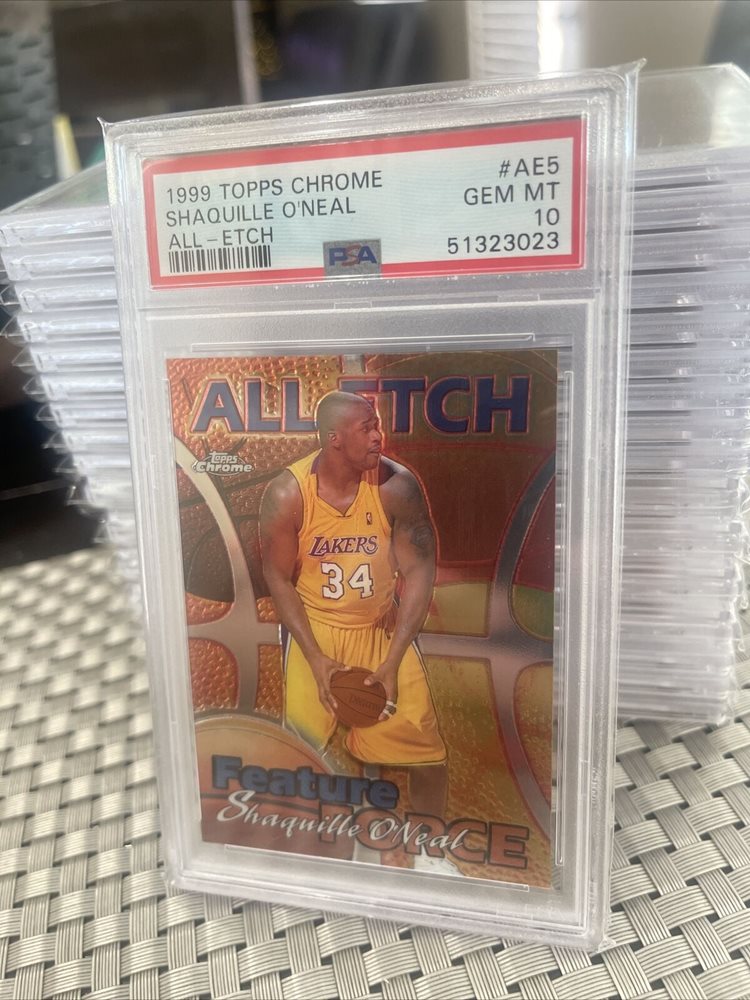 1999 TOPPS CHROME #AE5
SHAQUILLE O'NEAL GEM MT
ALL-ETCH 10
PSA 51323023
ALL-ETCH
Topps
Chrome
LAKERS
34
Feature
FORCE
Shaquille O'Neal